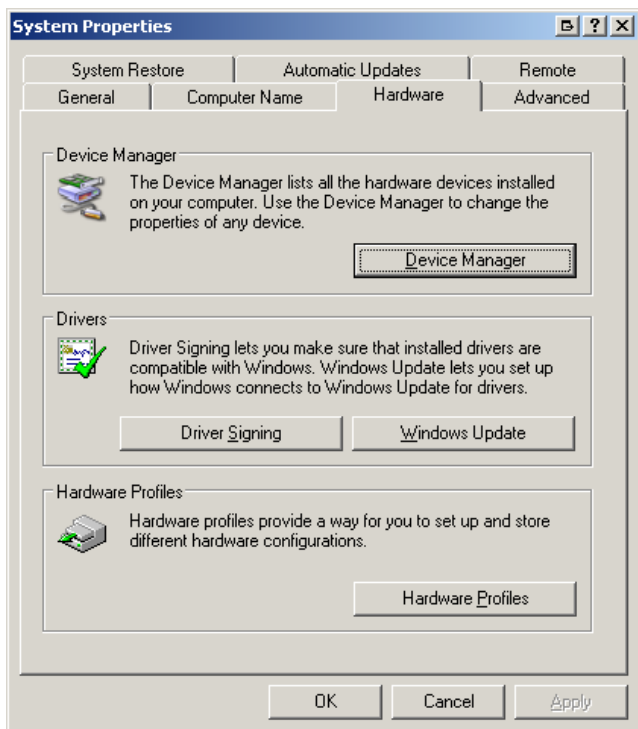 System Properties
System Restore Automatic Updates Remote
General Computer Name Hardware Advanced
Device Manager
The Device Manager lists all the hardware devices installed
on your computer. Use the Device Manager to change the
properties of any device.
Device Manager
Drivers
Driver Signing lets you make sure that installed drivers are
compatible with Windows. Windows Update lets you set up
how Windows connects to Windows Update for drivers.
Driver Signing Windows Update
Hardware Profiles
Hardware profiles provide a way for you to set up and store
different hardware configurations.
Hardware Profiles
OK Cancel Apply